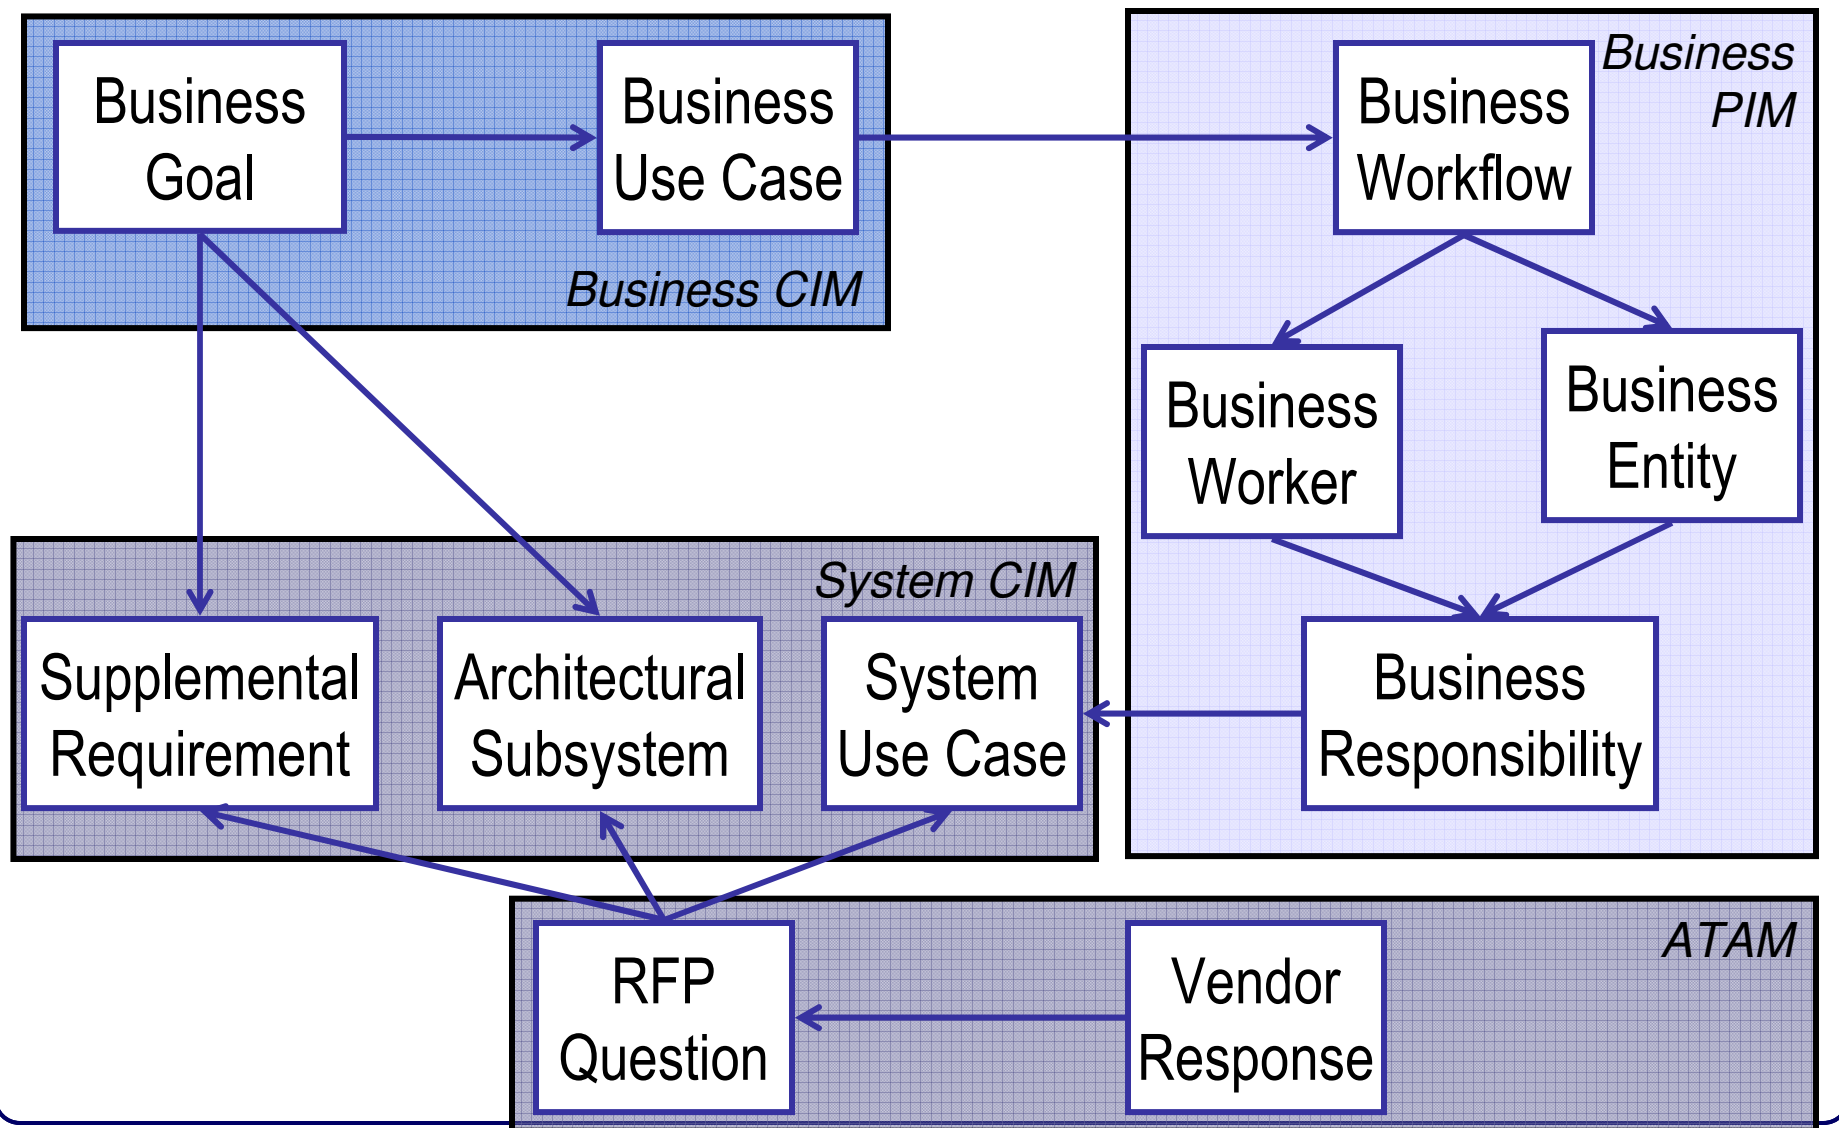 Business
Goal
Business
Use Case
Business CIM
Business
PIM
Business
Workflow
Business
Worker
Business
Entity
Business
Responsibility
System CIM
Supplemental
Requirement
Architectural
Subsystem
System
Use Case
ATAM
RFP
Question
Vendor
Response